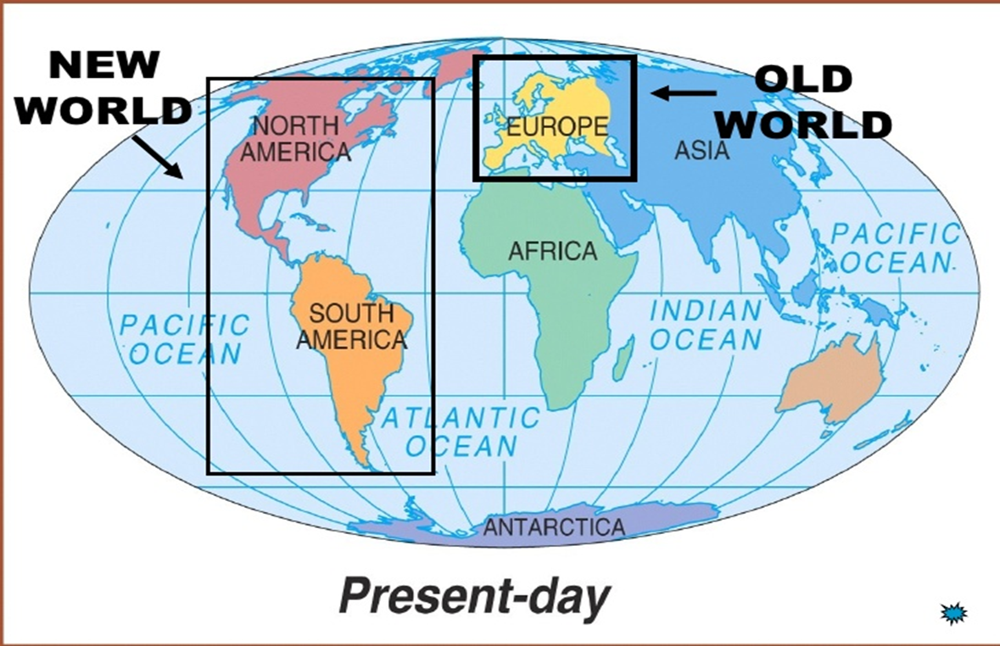 NEW
WORLD
OLD
WORLD
NORTH
AMERICA
EUROPE
ASIA
AFRICA
PACIFIC
OCEAN
SOUTH
AMERICA
PACIFIC
OCEAN
INDIAN
OCEAN
ATLANTIC
OCEAN
ANTARCTICA
Present-day